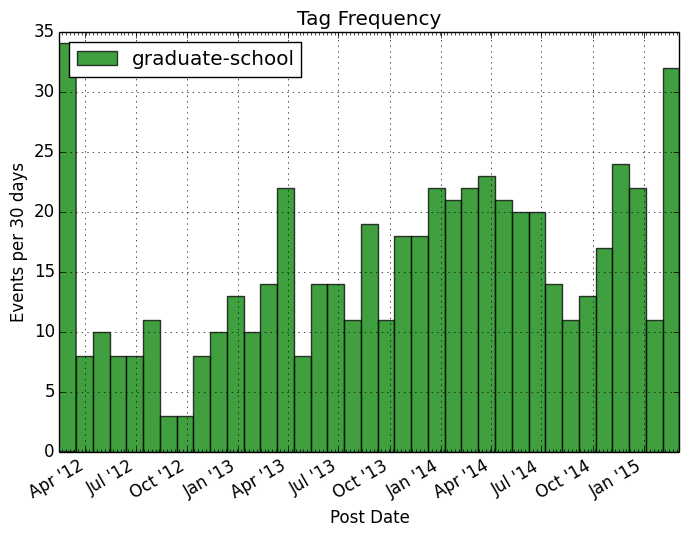 Tag Frequency
graduate-school
Events per 30 days
35
30
25
20
15
10
5
0
Apr '12
Jul '12
Oct '12
Jan '13
Apr '13
Jul '13
Oct '13
Jan '14
Apr '14
Jul '14
Oct '14
Jan '15
Post Date